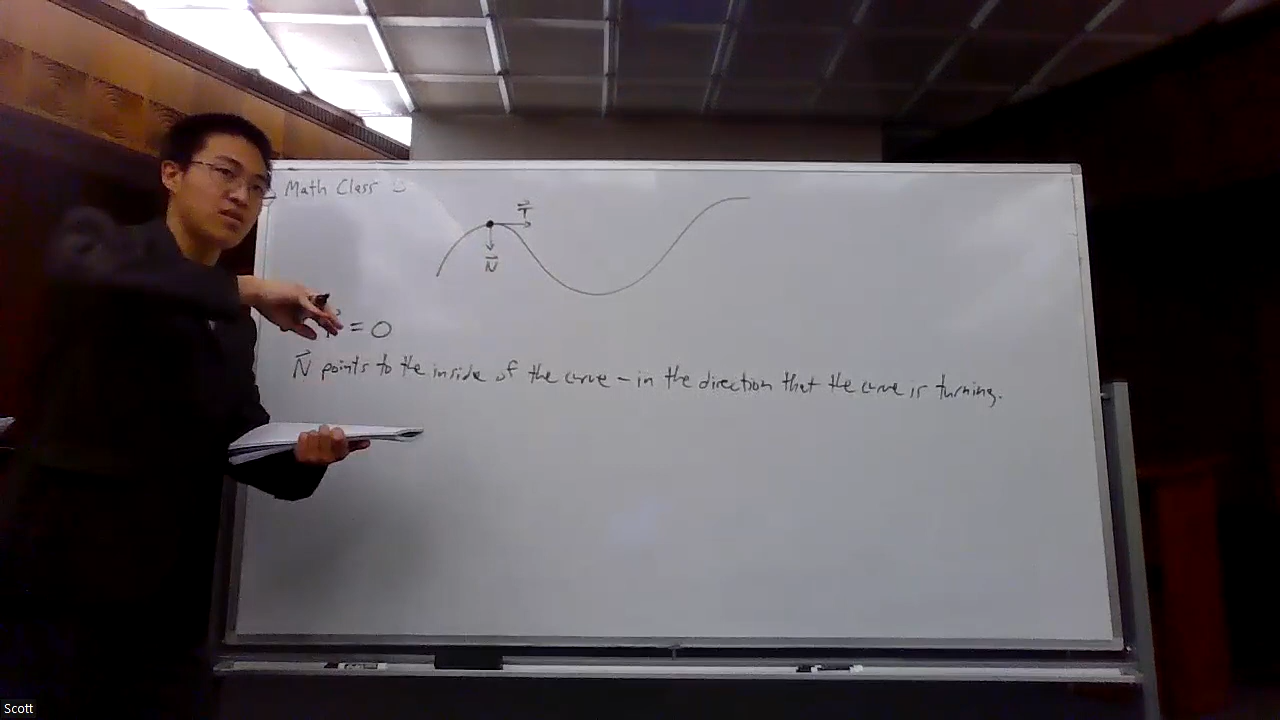 Math Class
T
N
= 0
N points to the inside of the curve – in the direction that the curve is turning.
Scott